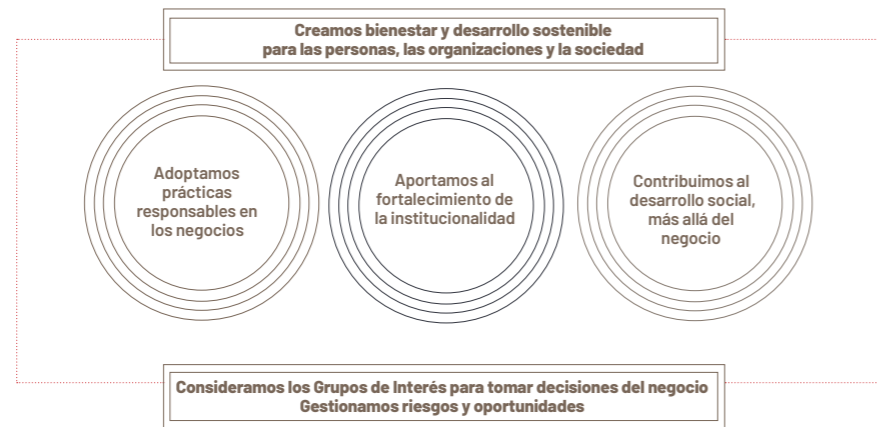 Creamos bienestar y desarrollo sostenible
para las personas, las organizaciones y la sociedad
Adoptamos
prácticas
responsables en
los negocios
Aportamos al
fortalecimiento de
la institucionalidad
Contribuimos al
desarrollo social,
más allá del
negocio
Consideramos los Grupos de Interés para tomar decisiones del negocio
Gestionamos riesgos y oportunidades